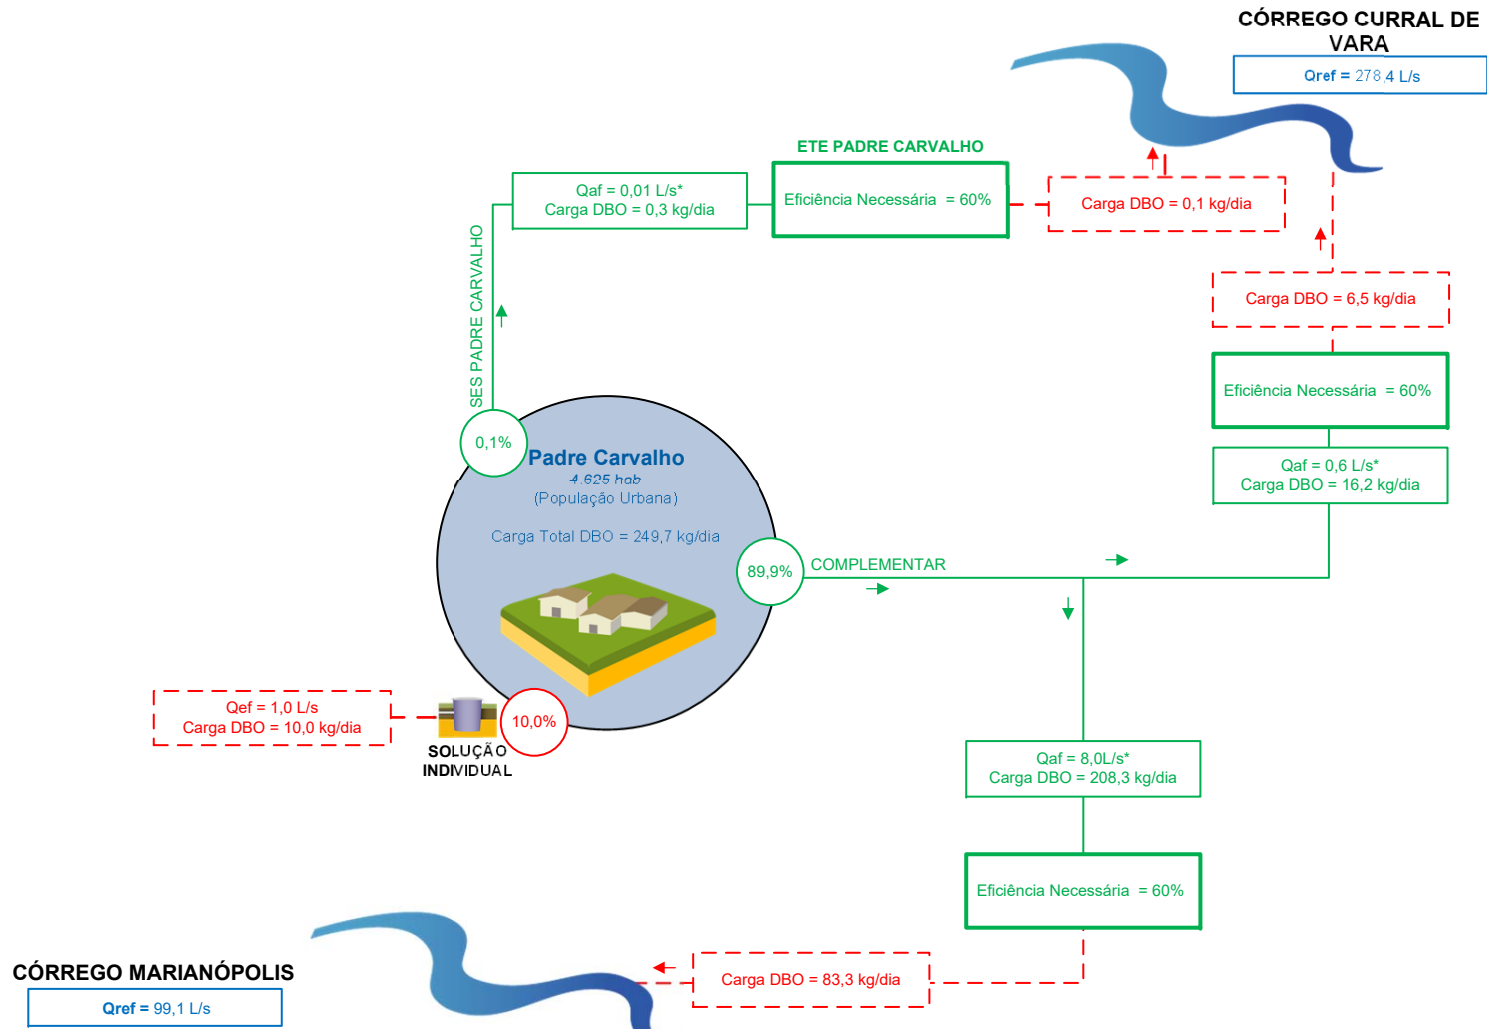 CÓRREGO CURRAL DE
VARA
Qref = 278,4 L/s
ETE PADRE CARVALHO
Qaf = 0,01 L/s*
Carga DBO = 0,3 kg/dia
Eficiência Necessária = 60%
Carga DBO = 0,1 kg/dia
SES PADRE CARVALHO
Carga DBO = 6,5 kg/dia
Eficiência Necessária = 60%
Qaf = 0,6 L/s*
Carga DBO = 16,2 kg/dia
0,1%
Padre Carvalho
4.625 hab
(População Urbana)
Carga Total DBO = 249,7 kg/dia
89,9%
COMPLEMENTAR
Qef = 1,0 L/s
Carga DBO = 10,0 kg/dia
10,0%
SOLUÇÃO
INDIVIDUAL
Qaf = 8,0L/s*
Carga DBO = 208,3 kg/dia
Eficiência Necessária = 60%
CÓRREGO MARIANÓPOLIS
Qref = 99,1 L/s
Carga DBO = 83,3 kg/dia